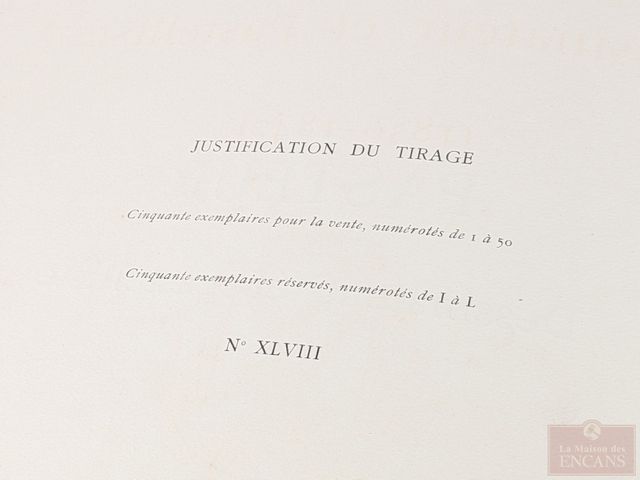 JUSTIFICATION DU TIRAGE
Cinquante exemplaires pour la vente, numérotés de 1 à 50
Cinquante exemplaires réservés, numérotés de I à L
Nº XLVIII
La Maison des
ENCANS